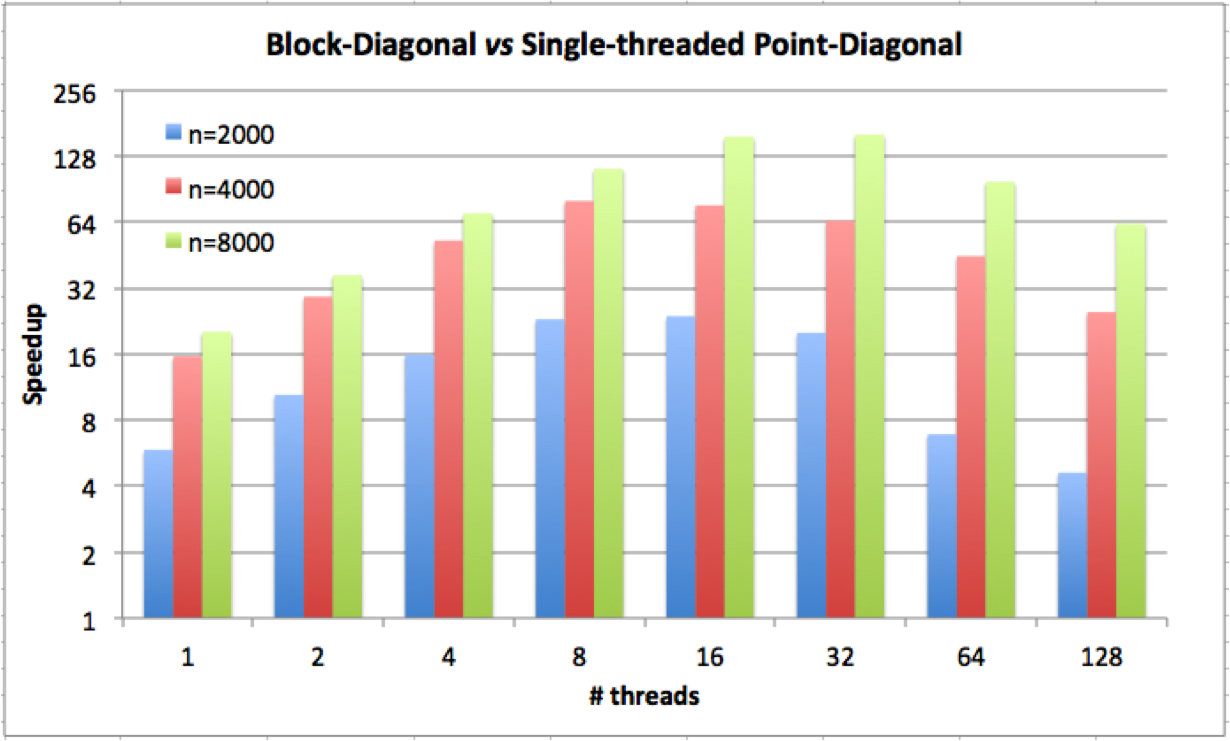 Block-Diagonal vs Single-threaded Point-Diagonal
256
128
64
32
16
8
4
2
1
n=2000
n=4000
n=8000
Speedup
1 2 4 8 16 32 64 128
# threads